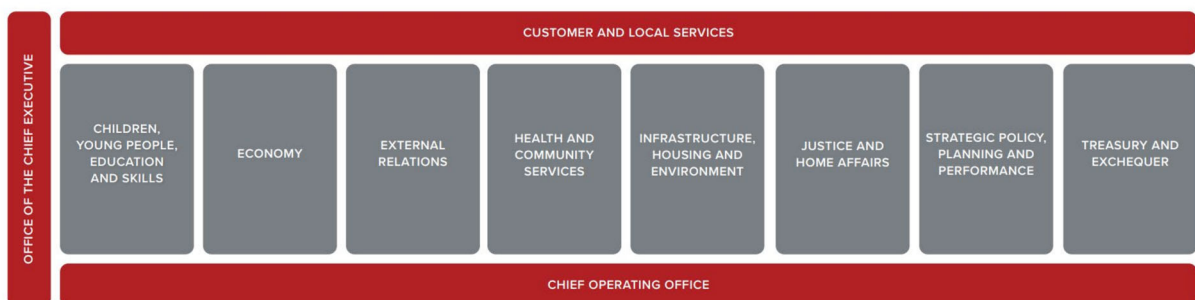 OFFICE OF THE CHIEF EXECUTIVE
CUSTOMER AND LOCAL SERVICES
CHILDREN,
YOUNG PEOPLE,
EDUCATION
AND SKILLS
ECONOMY
EXTERNAL
RELATIONS
HEALTH AND
COMMUNITY
SERVICES
INFRASTRUCTURE,
HOUSING AND
ENVIRONMENT
JUSTICE AND
HOME AFFAIRS
STRATEGIC POLICY,
PLANNING AND
PERFORMANCE
TREASURY AND
EXCHEQUER
CHIEF OPERATING OFFICE